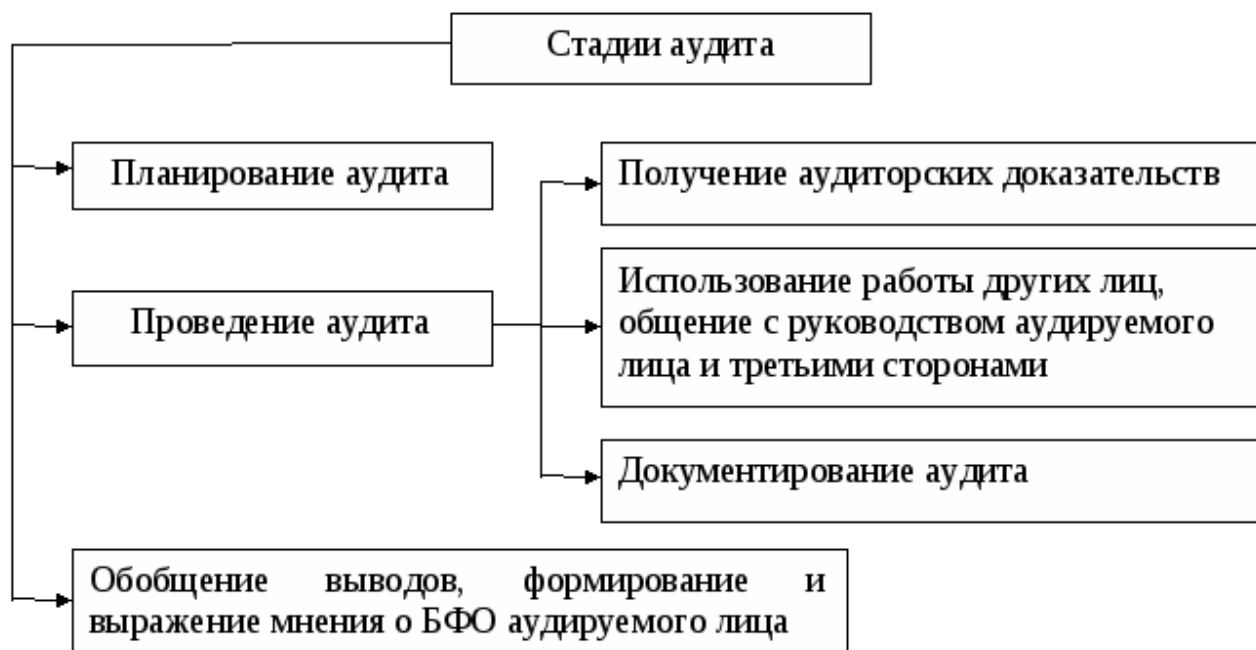 Стадии аудита
Планирование аудита
Получение аудиторских доказательств
Проведение аудита
Использование работы других лиц,
общение с руководством аудируемого
лица и третьими сторонами
Документирование аудита
Обобщение выводов, формирование и
выражение мнения о БФО аудируемого лица